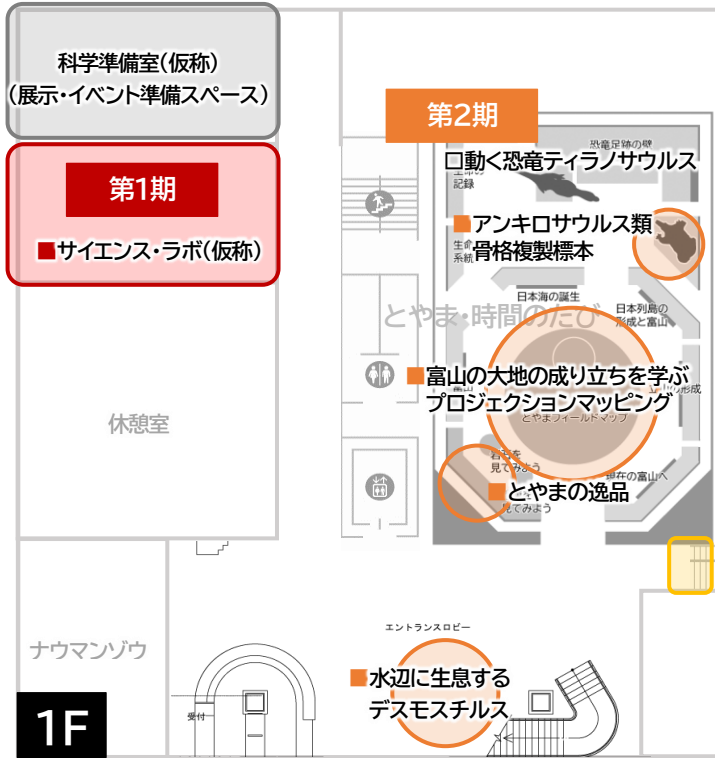 科学準備室(仮称)
(展示・イベント準備スペース)
第1期
■サイエンス・ラボ(仮称)
休憩室
ナウマンゾウ
1F
第2期
恐竜足跡の壁
□動く恐竜ティラノサウルス
記録
■アンキロサウルス類
骨格複製標本
生命
系統
日本海の誕生
日本列島の
形成と富山
とやま・時間のたび
■富山の大地の成り立ちを学ぶ
プロジェクションマッピング
の形成
とやまフィールドマップ
岩石を
見てみよう
現在の富山へ
■とやまの逸品
見てみよう
エントランスロビー
■水辺に生息する
デスモスチルス
受付